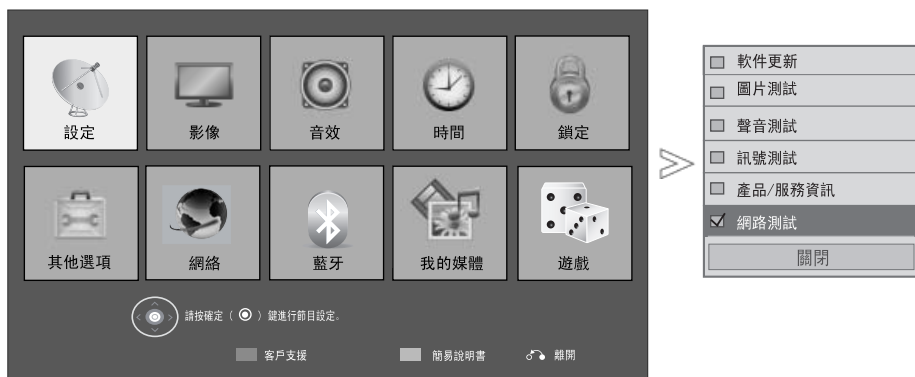 設定 影像 音效 時間 鎖定
其他選項 網絡 藍牙 我的媒體 遊戲
請按確定（ ）鍵進行節目設定。
客戶支援 簡易說明書 離開
軟件更新
圖片測試
聲音測試
訊號測試
產品/服務資訊
網路測試
關閉